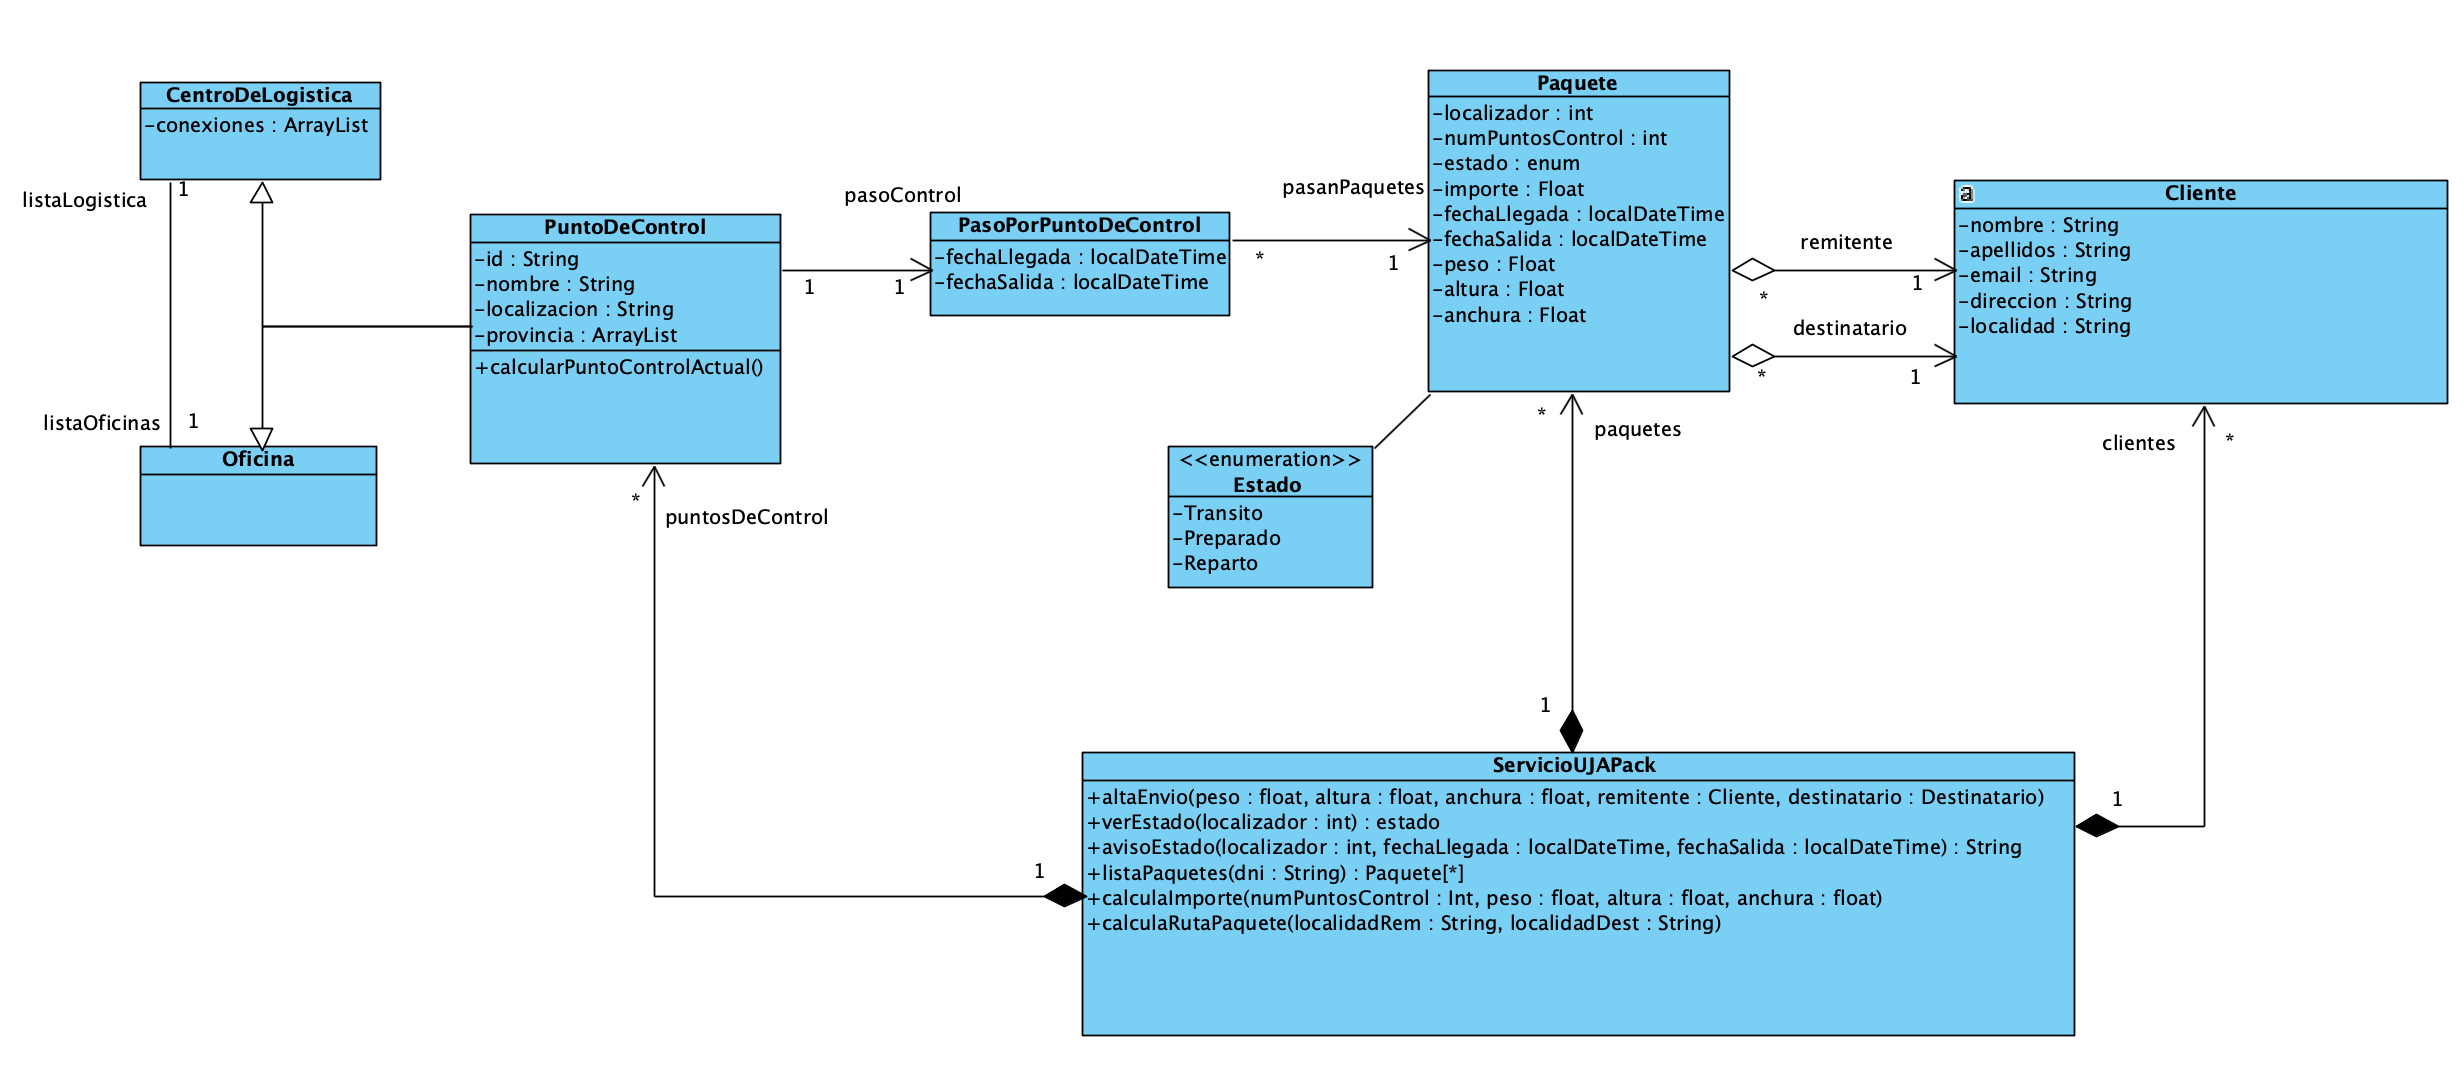 CentroDeLogistica
-conexiones : ArrayList
listaLogistica
1
listaOficinas
1
Oficina
PuntoDeControl
-id : String
-nombre : String
-localizacion : String
-provincia : ArrayList
+calcularPuntoControlActual()
1
pasoControl
1
PasoPorPuntoDeControl
-fechaLlegada : localDateTime
-fechaSalida : localDateTime
*
pasanPaquetes
1
Paquete
-localizador : int
-numPuntosControl : int
-estado : enum
-importe : Float
-fechaLlegada : localDateTime
-fechaSalida : localDateTime
-peso : Float
-altura : Float
-anchura : Float
remitente
*
1
destinatario
*
1
a
Cliente
-nombre : String
-apellidos : String
-email : String
-direccion : String
-localidad : String
<<enumeration>>
Estado
-Transito
-Preparado
-Reparto
*
paquetes
1
clientes
*
1
*
puntosDeControl
1
ServicioUJAPack
+altaEnvio(peso : float, altura : float, anchura : float, remitente : Cliente, destinatario : Destinatario)
+verEstado(localizador : int) : estado
+avisoEstado(localizador : int, fechaLlegada : localDateTime, fechaSalida : localDateTime) : String
+listaPaquetes(dni : String) : Paquete[*]
+calculaImporte(numPuntosControl : Int, peso : float, altura : float, anchura : float)
+calculaRutaPaquete(localidadRem : String, localidadDest : String)